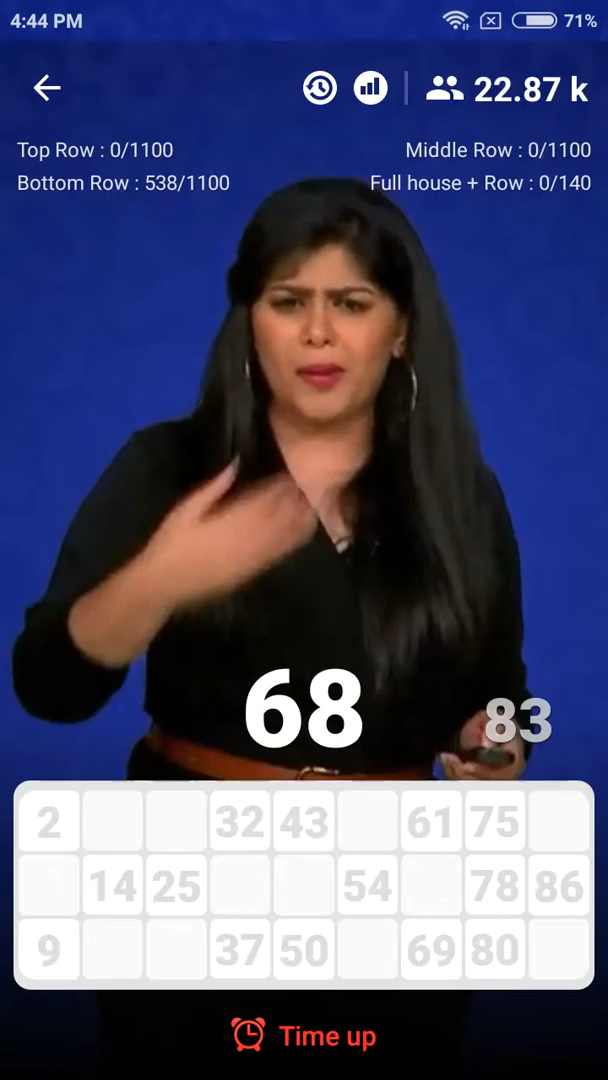 4:44 PM 71%
22.87 k
Top Row : 0/1100 Middle Row : 0/1100
Bottom Row : 538/1100 Full house + Row : 0/140
68 83
2 32 43 61 75
14 25 54 78 86
9 37 50 69 80
Time up